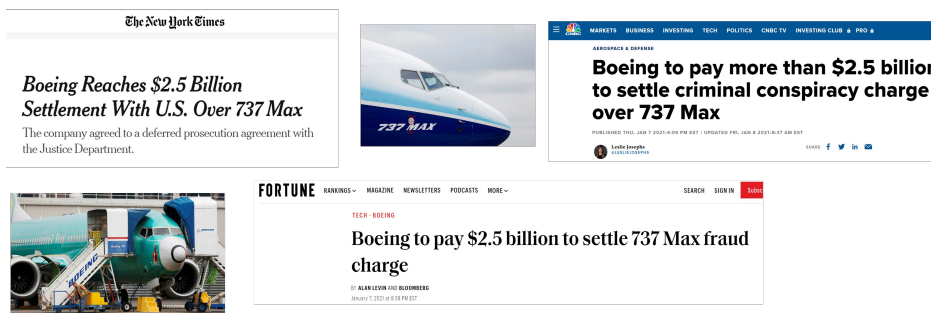 The New York Times
Boeing Reaches $2.5 Billion
Settlement With U.S. Over 737 Max
The company agreed to a deferred prosecution agreement with
the Justice Department.
737 MAX
CNBC
MARKETS BUSINESS INVESTING TECH POLITICS CNBC TV INVESTING CLUB PRO
AEROSPACE & DEFENSE
Boeing to pay more than $2.5 billion
to settle criminal conspiracy charge
over 737 Max
PUBLISHED THU, JAN 7 2021 4:09 PM EST | UPDATED FRI, JAN 8 2021 8:37 AM EST
Leslie Josephs
@LESLIEJOSEPHS
SHARE
BOEING
FORTUNE RANKINGS MAGAZINE NEWSLETTERS PODCASTS MORE SEARCH SIGN IN Subsc
TECH · BOEING
Boeing to pay $2.5 billion to settle 737 Max fraud
charge
BY ALAN LEVIN AND BLOOMBERG
January 7, 2021 at 6:59 PM EST